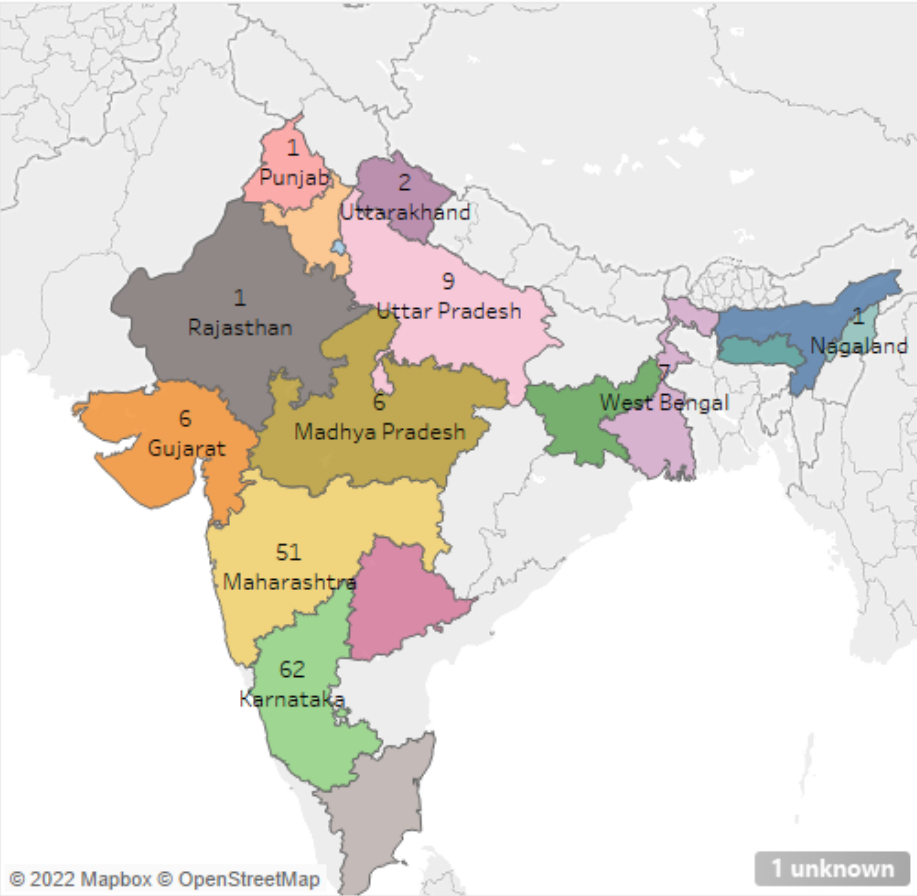 1
Punjab
2
Uttarakhand
9
Uttar Pradesh
1
Rajasthan
1
Nagaland
7
West Bengal
6
Gujarat
6
Madhya Pradesh
51
Maharashtra
62
Karnataka
© 2022 Mapbox © OpenStreetMap
1 unknown